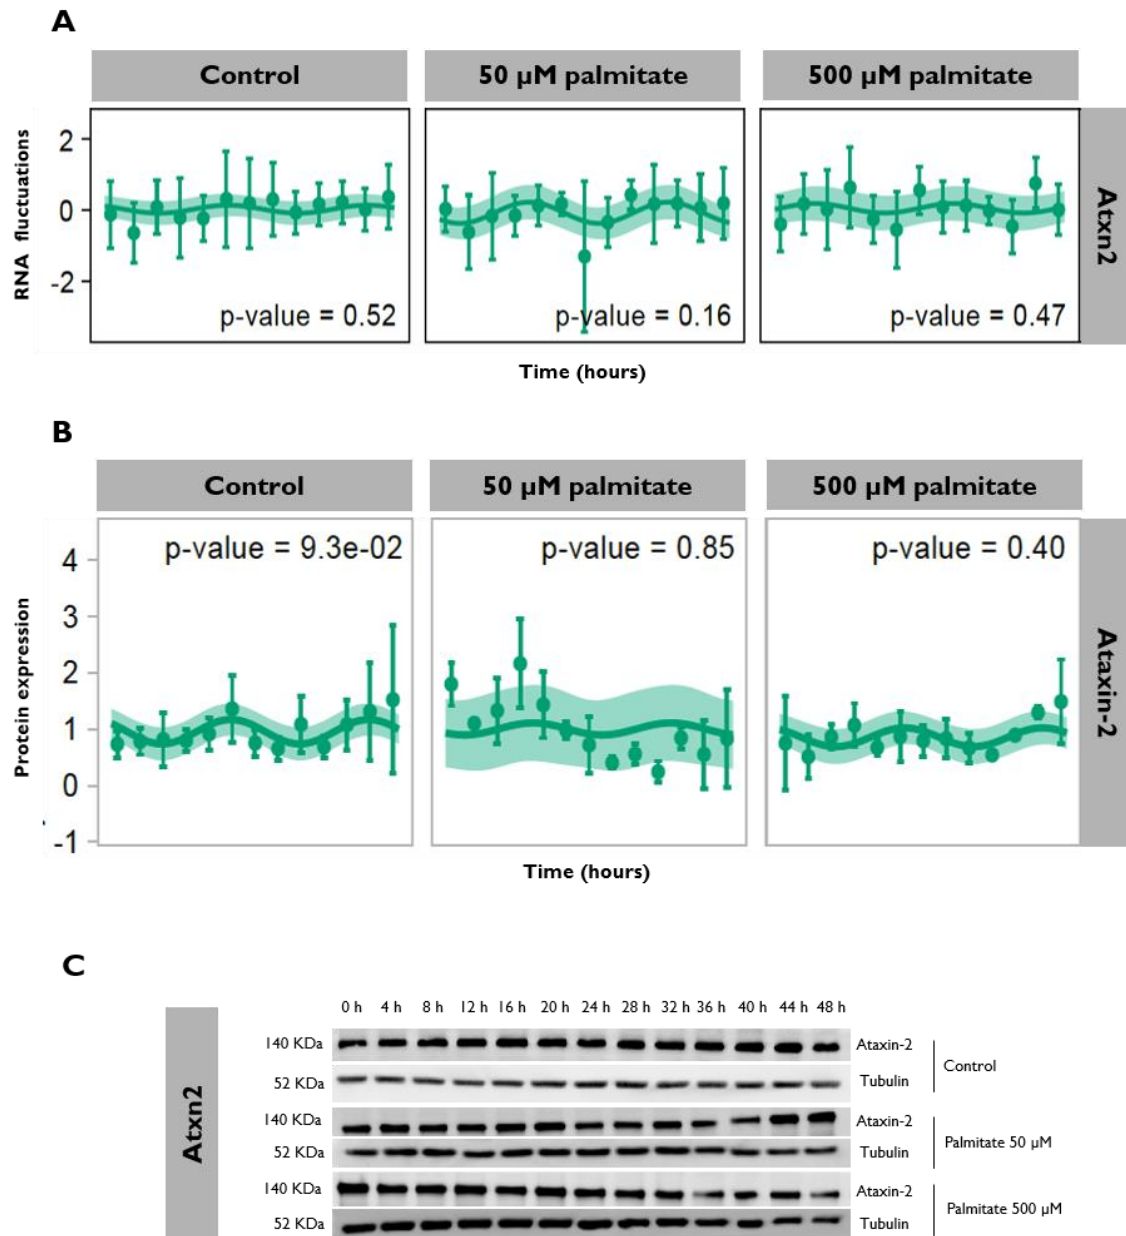 A
Control
50 µM palmitate
500 µM palmitate
RNA fluctuations
2
0
-2
p-value = 0.52
p-value = 0.16
p-value = 0.47
Atxn2
Time (hours)
B
Control
50 µM palmitate
500 µM palmitate
Protein expression
4
3
2
1
0
-1
p-value = 9.3e-02
p-value = 0.85
p-value = 0.40
Ataxin-2
Time (hours)
C
0 h 4 h 8 h 12 h 16 h 20 h 24 h 28 h 32 h 36 h 40 h 44 h 48 h
Atxn2
140 KDa Ataxin-2
Control
52 KDa Tubulin
140 KDa Ataxin-2
Palmitate 50 µM
52 KDa Tubulin
140 KDa Ataxin-2
Palmitate 500 µM
52 KDa Tubulin